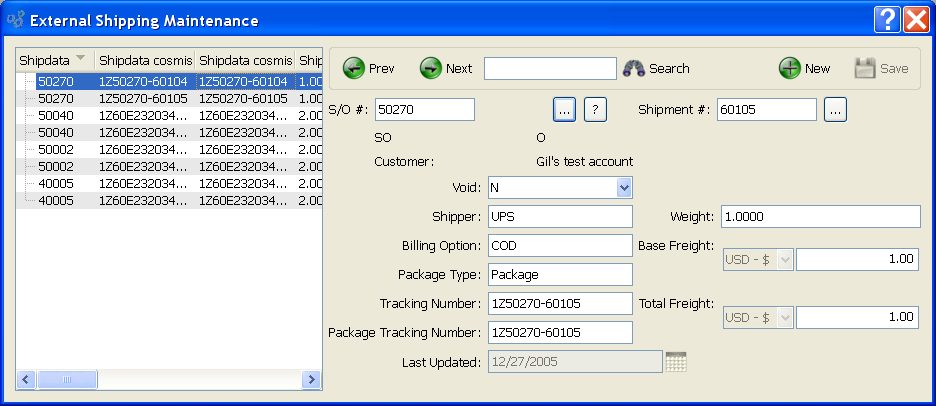 External Shipping Maintenance
Shipdata Shipdata cosmis Shipdata cosmis Ship
50270 1Z50270-60104 1Z50270-60104 1.00
50270 1Z50270-60105 1Z50270-60105 1.00
50040 1Z60E232034... 1Z60E232034... 2.00
50040 1Z60E232034... 1Z60E232034... 2.00
50002 1Z60E232034... 1Z60E232034... 2.00
50002 1Z60E232034... 1Z60E232034... 2.00
40005 1Z60E232034... 1Z60E232034... 2.00
40005 1Z60E232034... 1Z60E232034... 2.00
Prev Next Search New Save
S/O #: 50270 ... ? Shipment #: 60105 ...
SO O
Customer: Gil's test account
Void: N
Shipper: UPS Weight: 1.0000
Billing Option: COD Base Freight: USD - $ 1.00
Package Type: Package
Tracking Number: 1Z50270-60105 Total Freight: USD - $ 1.00
Package Tracking Number: 1Z50270-60105
Last Updated: 12/27/2005